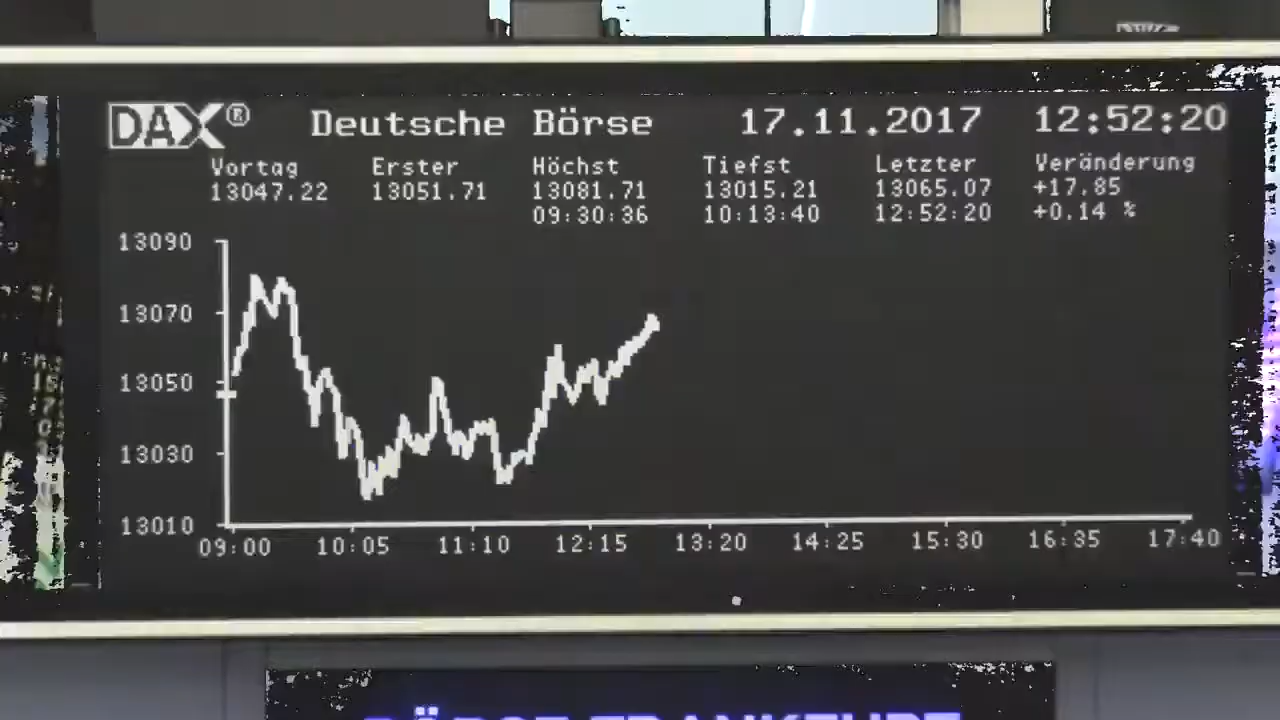 DAX® Deutsche Börse 17.11.2017 12:52:20
Vortag Erster Höchst Tiefst Letzter Veränderung
13047.22 13051.71 13081.71 13015.21 13065.07 +17.85
09:30:36 10:13:40 12:52:20 +0.14 %
13090
13070
13050
13030
13010
09:00 10:05 11:10 12:15 13:20 14:25 15:30 16:35 17:40
BÖRSE FRANKFURT